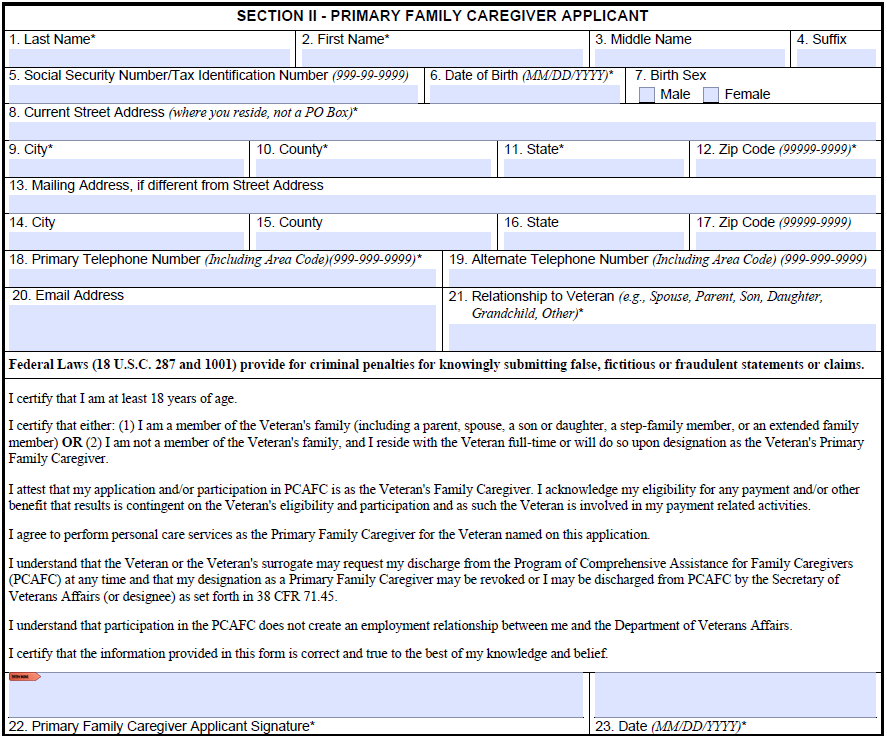 SECTION II - PRIMARY FAMILY CAREGIVER APPLICANT
1. Last Name*
2. First Name*
3. Middle Name
4. Suffix
5. Social Security Number/Tax Identification Number (999-99-9999)
6. Date of Birth (MM/DD/YYYY)*
7. Birth Sex
Male
Female
8. Current Street Address (where you reside, not a PO Box)*
9. City*
10. County*
11. State*
12. Zip Code (99999-9999)*
13. Mailing Address, if different from Street Address
14. City
15. County
16. State
17. Zip Code (99999-9999)
18. Primary Telephone Number (Including Area Code)(999-999-9999)*
19. Alternate Telephone Number (Including Area Code) (999-999-9999)
20. Email Address
21. Relationship to Veteran (e.g., Spouse, Parent, Son, Daughter,
Grandchild, Other)*
Federal Laws (18 U.S.C. 287 and 1001) provide for criminal penalties for knowingly submitting false, fictitious or fraudulent statements or claims.
I certify that I am at least 18 years of age.
I certify that either: (1) I am a member of the Veteran's family (including a parent, spouse, a son or daughter, a step-family member, or an extended family
member) OR (2) I am not a member of the Veteran's family, and I reside with the Veteran full-time or will do so upon designation as the Veteran's Primary
Family Caregiver.
I attest that my application and/or participation in PCAFC is as the Veteran's Family Caregiver. I acknowledge my eligibility for any payment and/or other
benefit that results is contingent on the Veteran's eligibility and participation and as such the Veteran is involved in my payment related activities.
I agree to perform personal care services as the Primary Family Caregiver for the Veteran named on this application.
I understand that the Veteran or the Veteran's surrogate may request my discharge from the Program of Comprehensive Assistance for Family Caregivers
(PCAFC) at any time and that my designation as a Primary Family Caregiver may be revoked or I may be discharged from PCAFC by the Secretary of
Veterans Affairs (or designee) as set forth in 38 CFR 71.45.
I understand that participation in the PCAFC does not create an employment relationship between me and the Department of Veterans Affairs.
I certify that the information provided in this form is correct and true to the best of my knowledge and belief.
22. Primary Family Caregiver Applicant Signature*
23. Date (MM/DD/YYYY)*